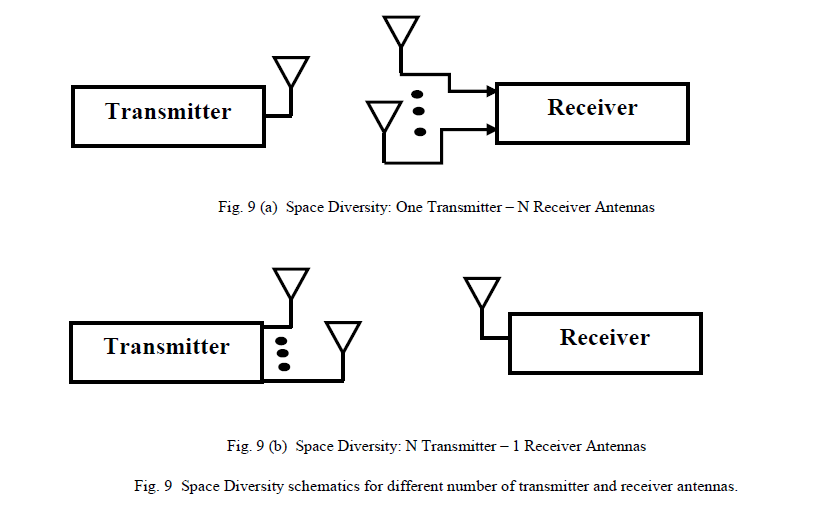 Transmitter
Receiver
Fig. 9 (a)  Space Diversity: One Transmitter – N Receiver Antennas
Transmitter
Receiver
Fig. 9 (b)  Space Diversity: N Transmitter – 1 Receiver Antennas
Fig. 9  Space Diversity schematics for different number of transmitter and receiver antennas.